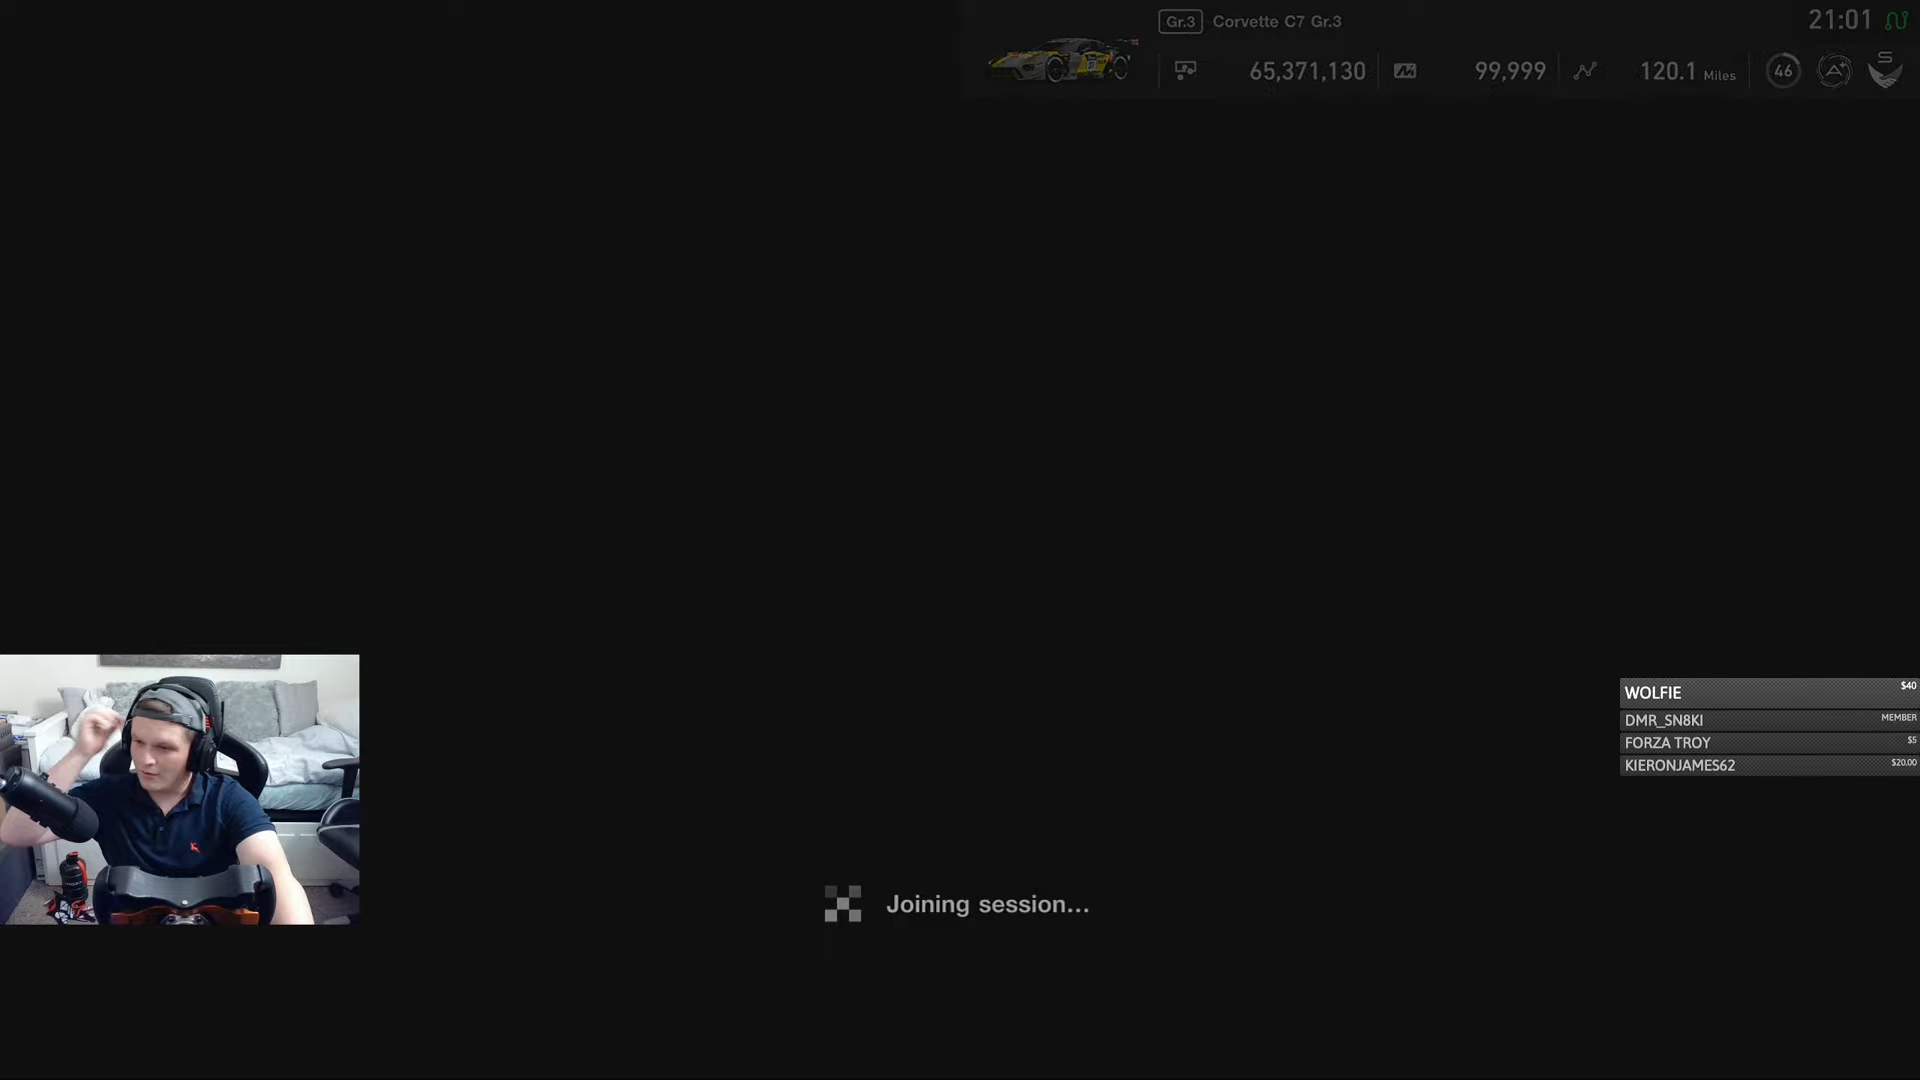 Gr.3 Corvette C7 Gr.3
21:01
65,371,130 99,999 120.1 Miles 46 A+ S
WOLFIE $40
DMR_SN8KI MEMBER
FORZA TROY $5
KIERONJAMES62 $20.00
Joining session...